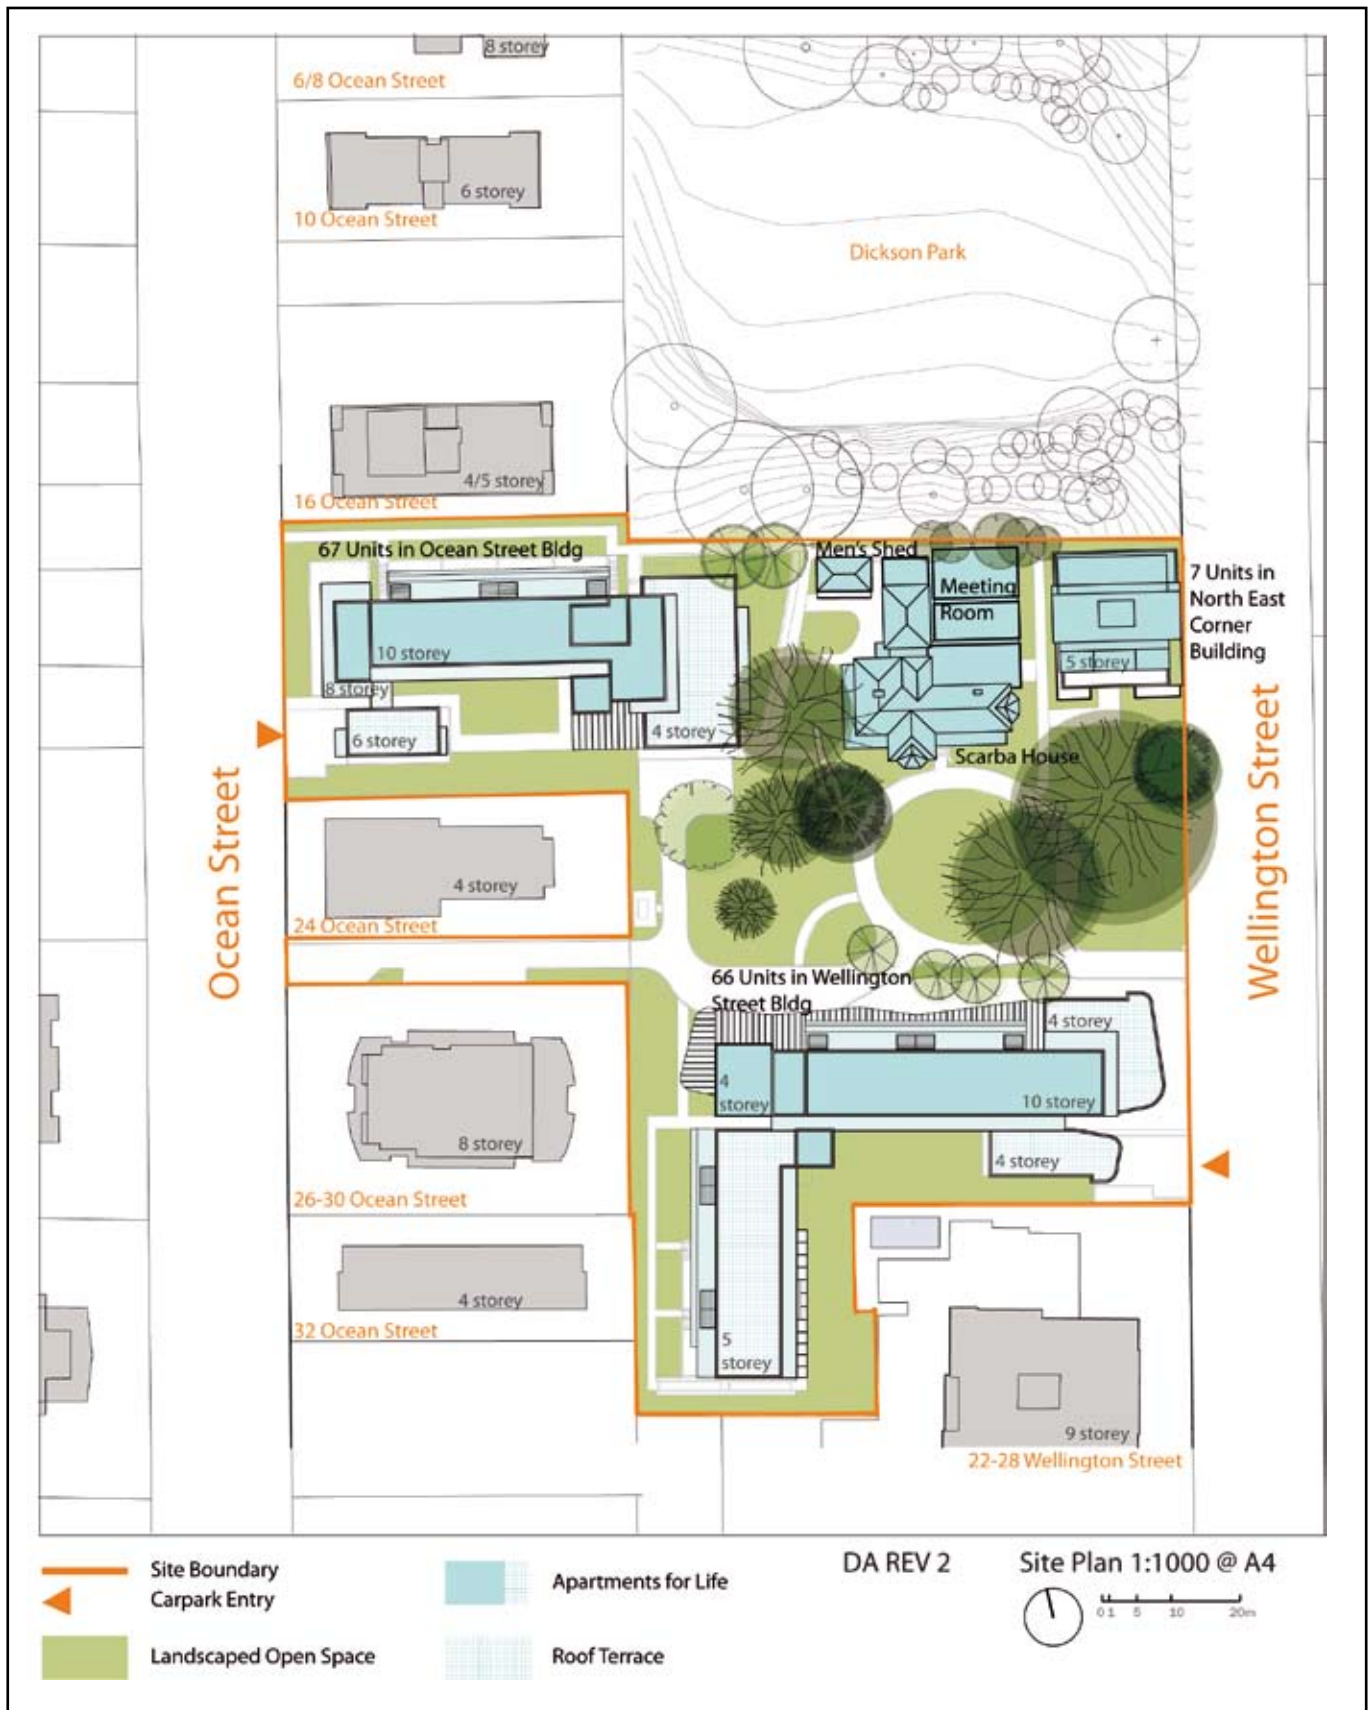 8 storey
6/8 Ocean Street
6 storey
10 Ocean Street
Dickson Park
4/5 storey
16 Ocean Street
67 Units in Ocean Street Bldg
Men's Shed
Meeting
Room
7 Units in
North East
Corner
Building
10 storey
5 storey
8 storey
6 storey
4 storey
Scarba House
Ocean Street
Wellington Street
4 storey
24 Ocean Street
66 Units in Wellington
Street Bldg
4 storey
4
storey
10 storey
8 storey
4 storey
26-30 Ocean Street
4 storey
32 Ocean Street
5
storey
9 storey
22-28 Wellington Street
Site Boundary
Carpark Entry
Landscaped Open Space
Apartments for Life
Roof Terrace
DA REV 2
Site Plan 1:1000 @ A4
0 1 5 10 20m